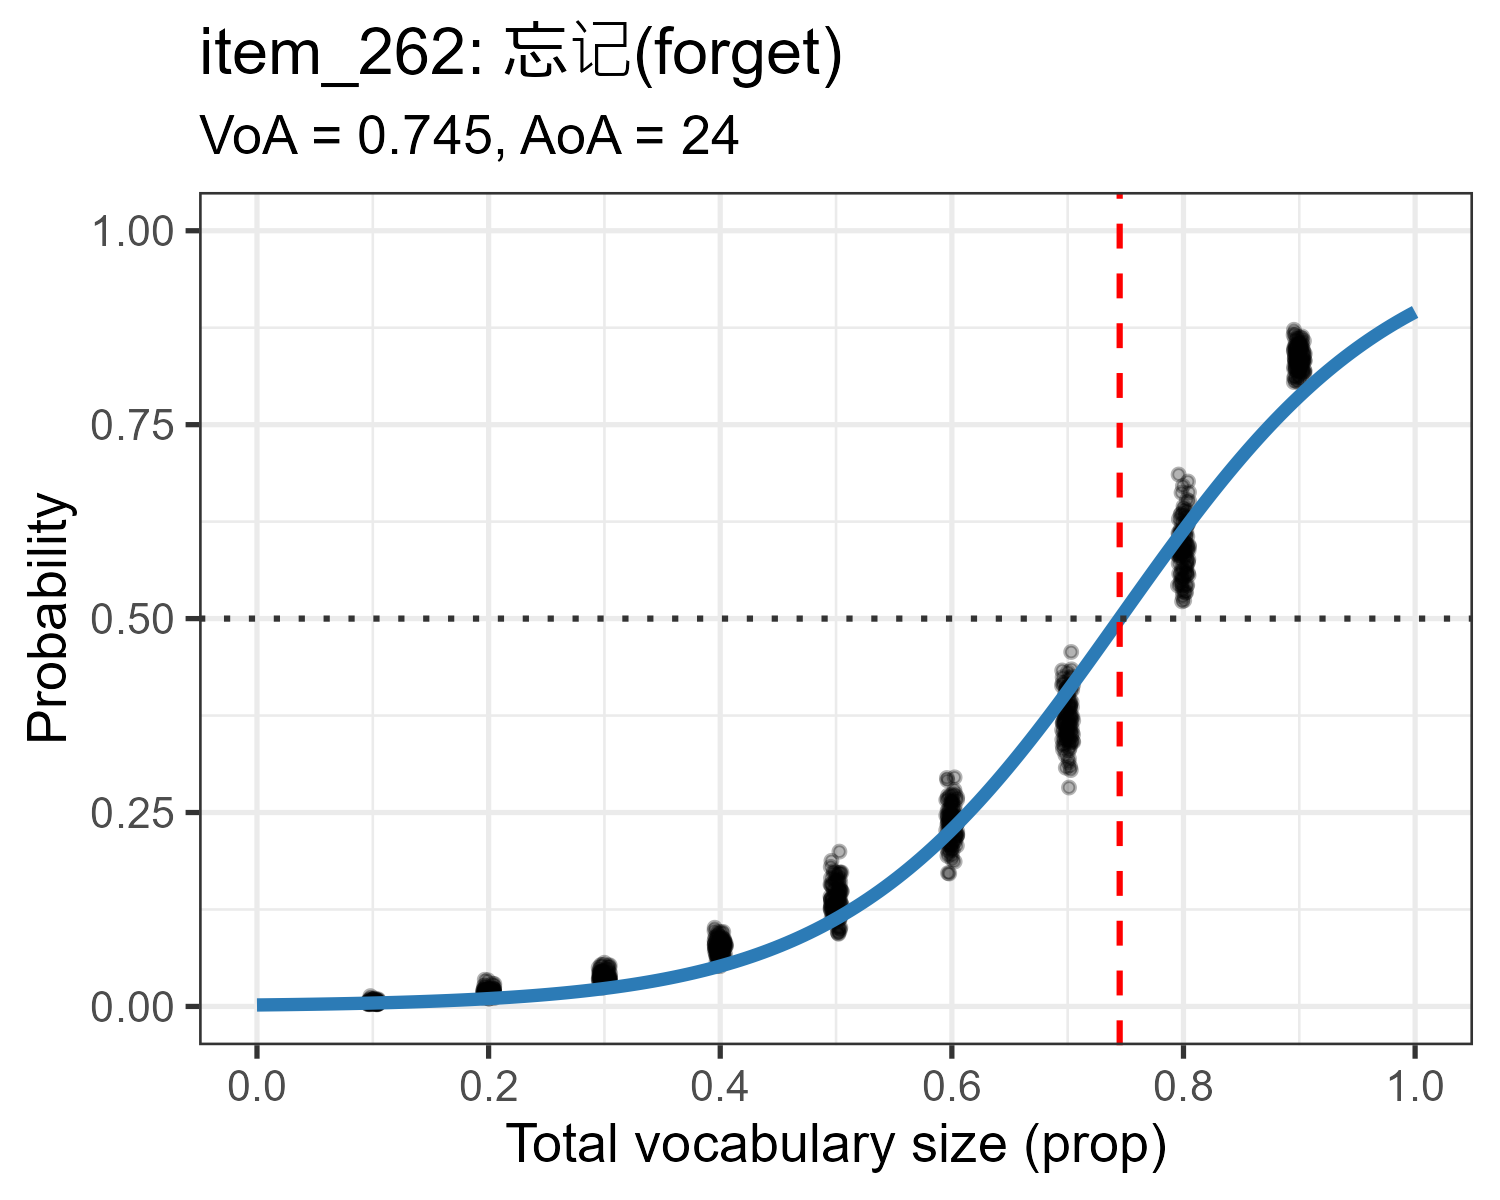 item_262: 忘记(forget)
VoA = 0.745, AoA = 24
1.00
0.75
0.50
0.25
0.00
Probability
0.0 0.2 0.4 0.6 0.8 1.0
Total vocabulary size (prop)